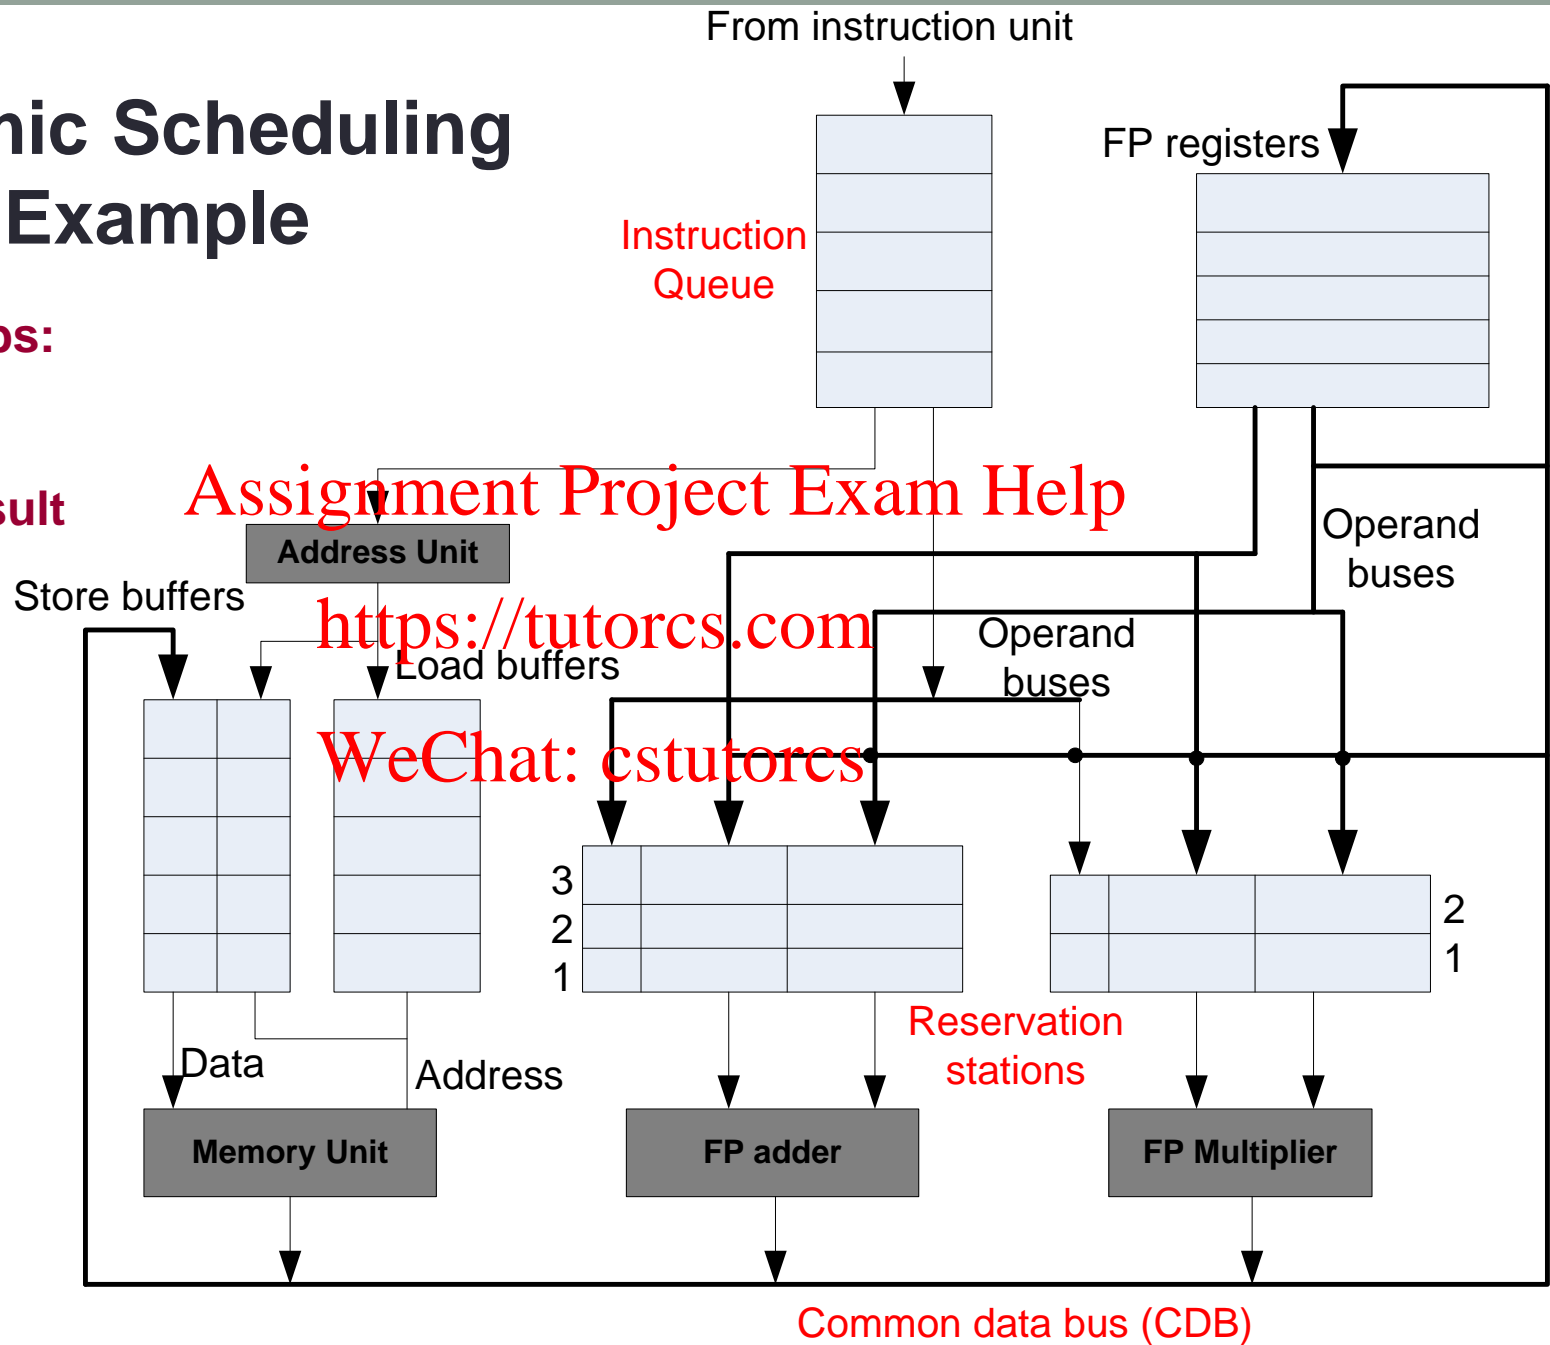 From instruction unit
mic Scheduling
Example
FP registers
Instruction
Queue
ps:
sult
Assignment Project Exam Help
Operand
buses
Address Unit
Store buffers
https://tutorcs.com
Operand
buses
Load buffers
WeChat: cstutorcs
3
2
1
2
1
Reservation
stations
Data
Address
Memory Unit
FP adder
FP Multiplier
Common data bus (CDB)